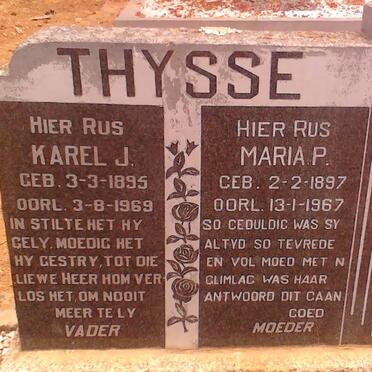 THYSSE
HIER RUS
KAREL J.
GEB. 3-3-1895
OORL. 3-8-1969
IN STILTE HET HY
GELY, MOEDIG HET
HY GESTRY, TOT DIE
LIEWE HEER HOM VER
LOS HET, OM NOOIT
MEER TE LY
VADER
HIER RUS
MARIA P.
GEB. 2-2-1897
OORL. 13-1-1967
SO GEDULDIG WAS SY
ALTYD SO TEVREDE
EN VOL MOED MET N
GLIMLAG WAS HAAR
ANTWOORD DIT GAAN
GOED
MOEDER